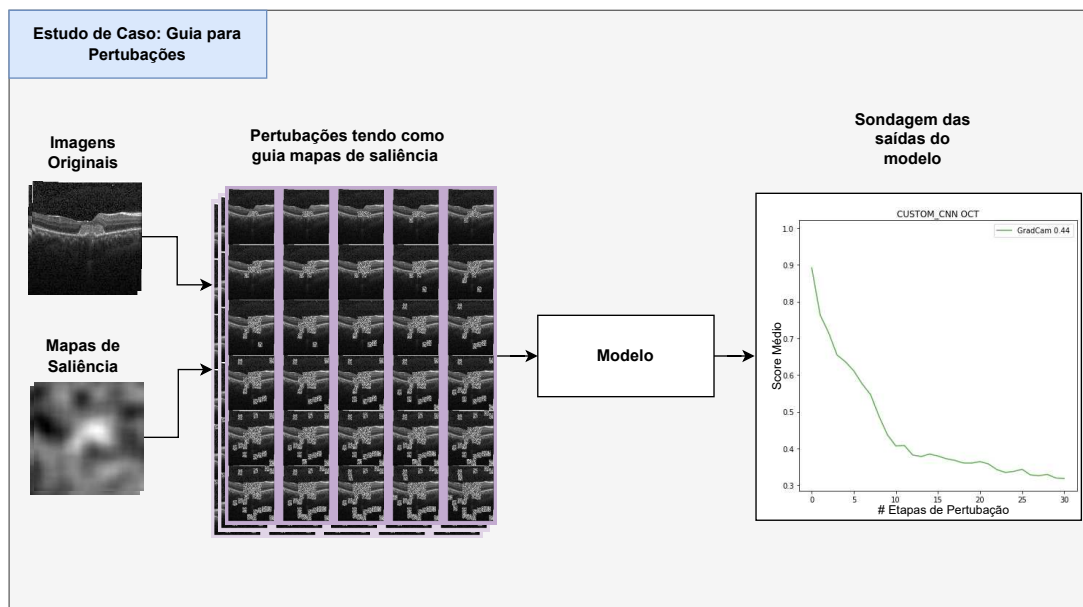 Estudo de Caso: Guia para
Pertubações
Imagens
Originais
Pertubações tendo como
guia mapas de saliência
Sondagem das
saídas do
modelo
Mapas de
Saliência
Modelo
CUSTOM_CNN OCT
GradCam 0.44
Score Médio
1.0
0.9
0.8
0.7
0.6
0.5
0.4
0.3
0 5 10 15 20 25 30
# Etapas de Pertubação